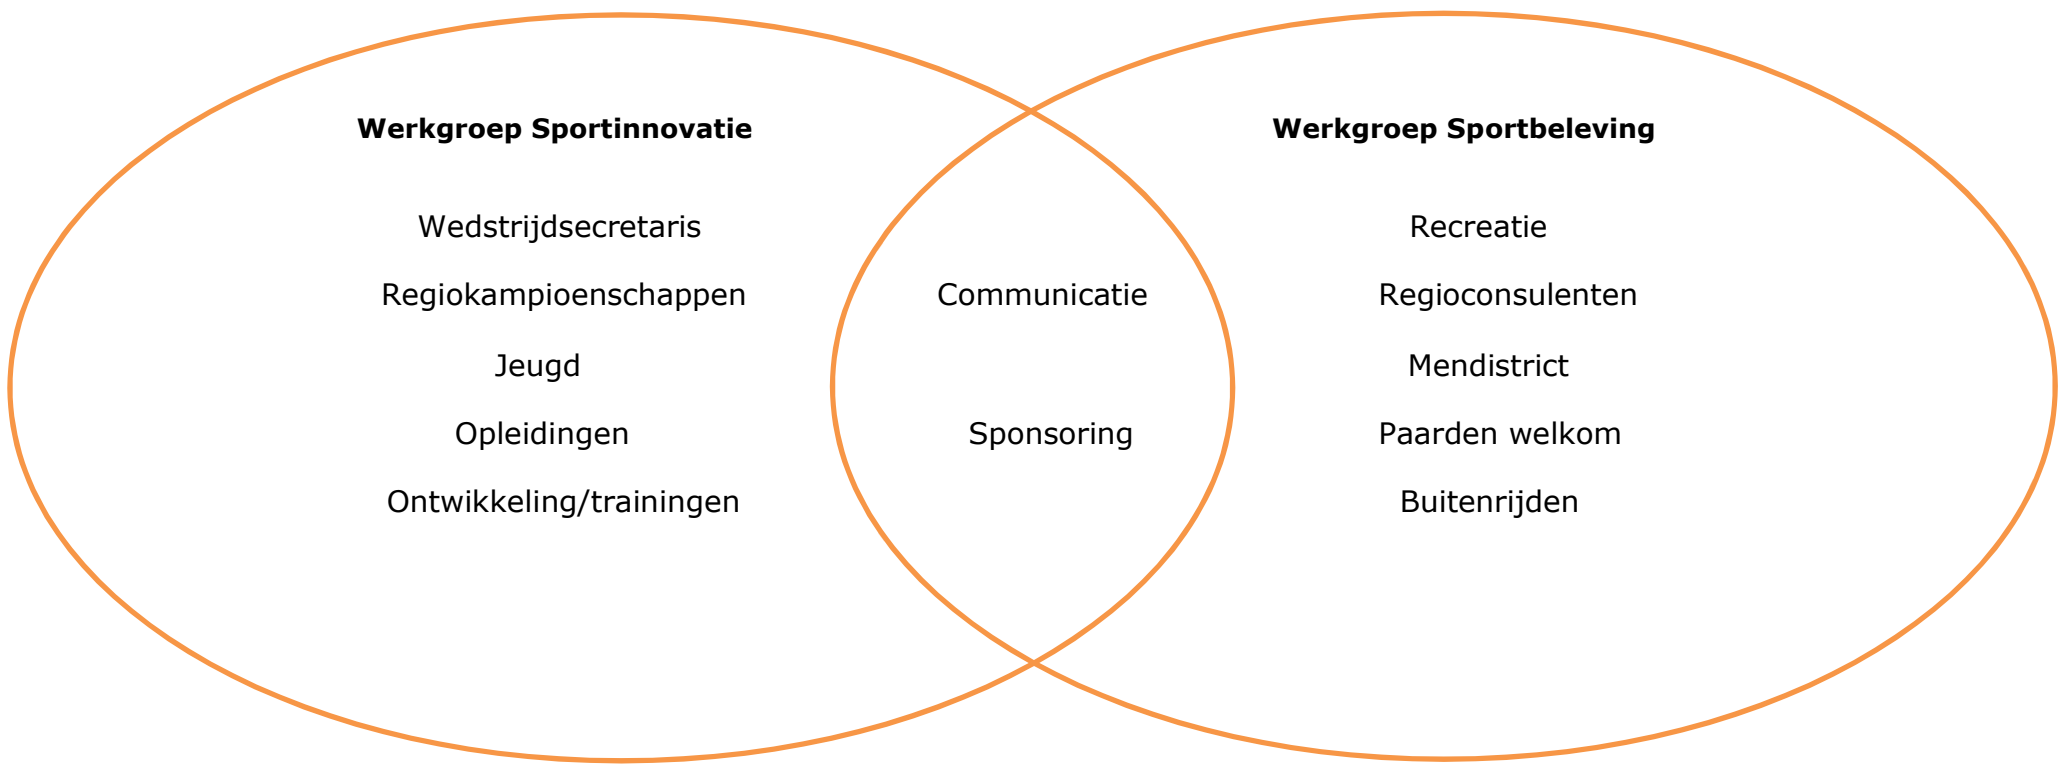 Werkgroep Sportinnovatie
Wedstrijdsecretaris
Regiokampioenschappen
Jeugd
Opleidingen
Ontwikkeling/trainingen
Communicatie
Sponsoring
Werkgroep Sportbeleving
Recreatie
Regioconsulenten
Mendistrict
Paarden welkom
Buitenrijden